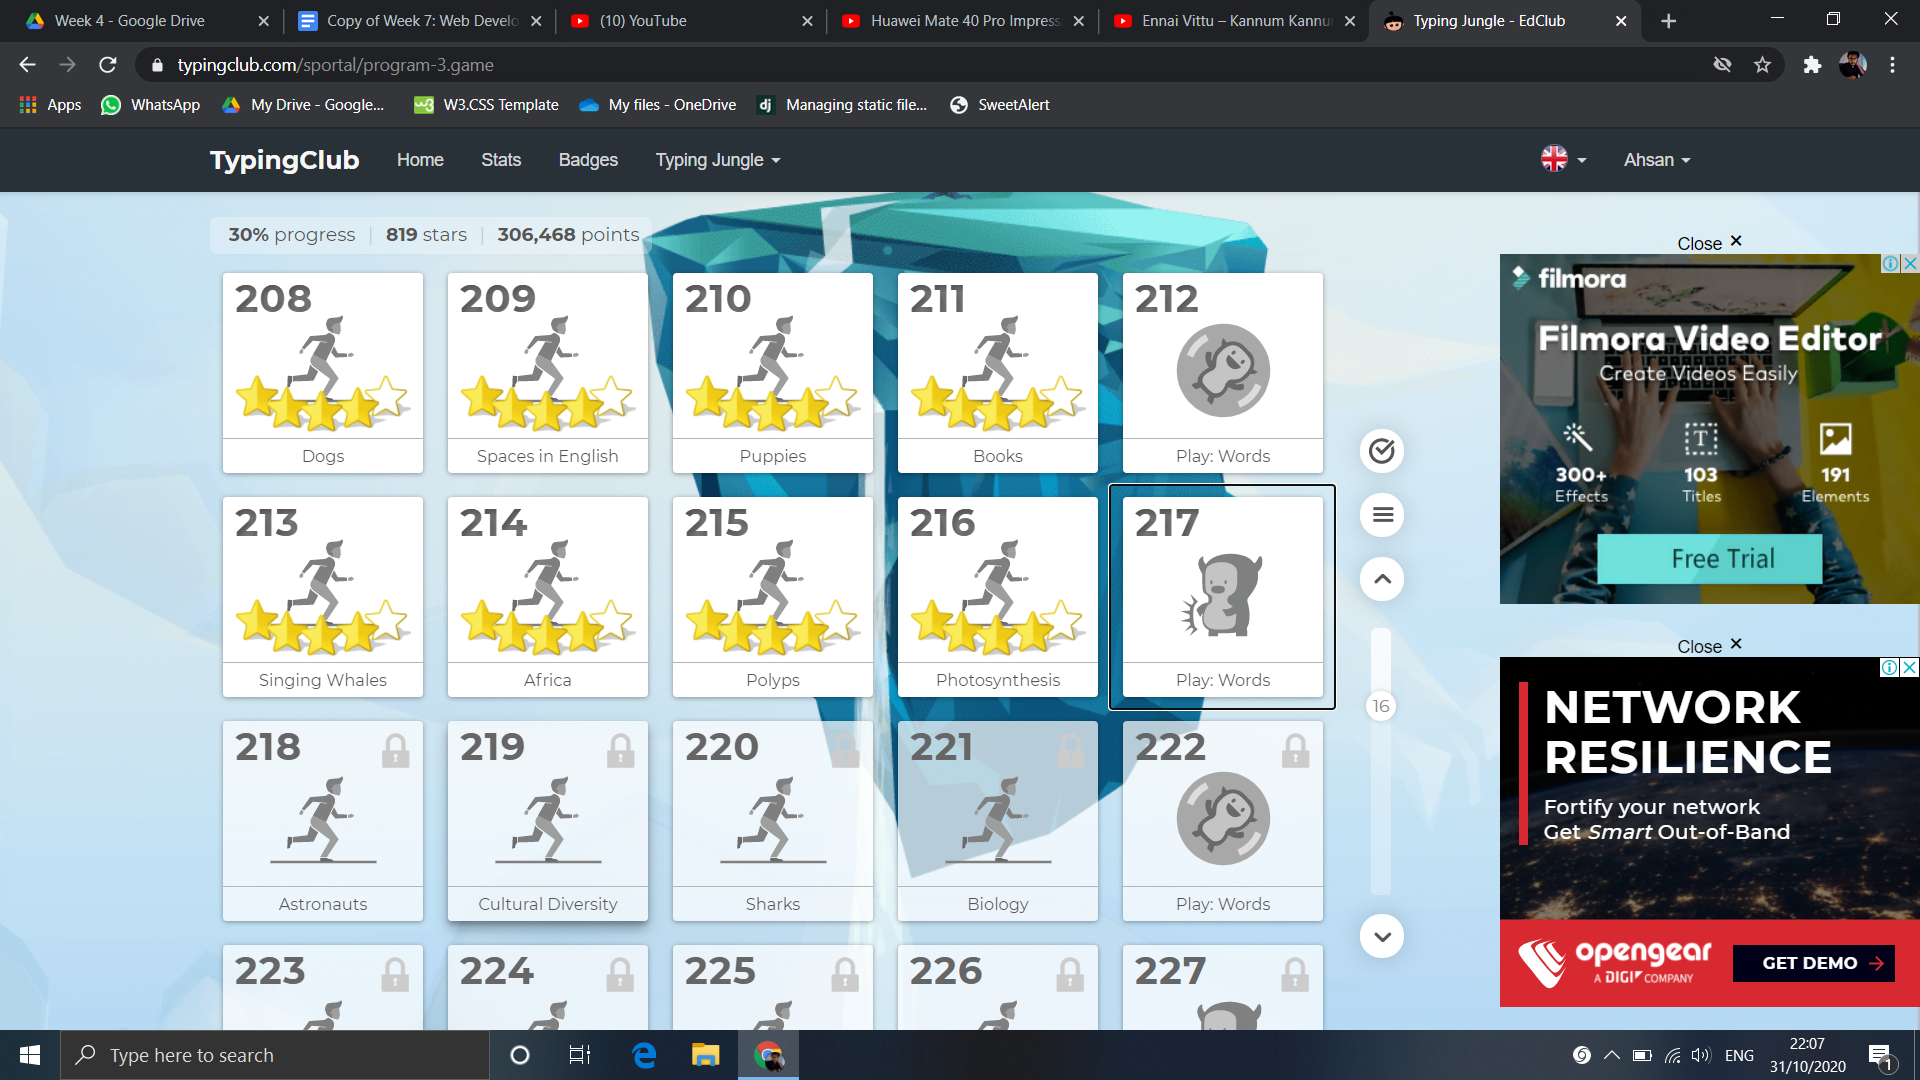 Week 4 - Google Drive
Copy of Week 7: Web Develo
(10) YouTube
Huawei Mate 40 Pro Impress
Ennai Vittu – Kannum Kannu
Typing Jungle - EdClub
typingclub.com/sportal/program-3.game
Apps
WhatsApp
My Drive - Google...
W3.CSS Template
My files - OneDrive
dj
Managing static file...
SweetAlert
TypingClub
Home
Stats
Badges
Typing Jungle
Ahsan
30% progress
819 stars
306,468 points
208
Dogs
209
Spaces in English
210
Puppies
211
Books
212
Play: Words
213
Singing Whales
214
Africa
215
Polyps
216
Photosynthesis
217
Play: Words
218
Astronauts
219
Cultural Diversity
220
Sharks
221
Biology
222
Play: Words
223
224
225
226
227
16
Close
filmora
Filmora Video Editor
Create Videos Easily
300+
Effects
T
103
Titles
191
Elements
Free Trial
Close
NETWORK
RESILIENCE
Fortify your network
Get Smart Out-of-Band
opengear
A DIGI COMPANY
GET DEMO
Type here to search
ENG
22:07
31/10/2020
1